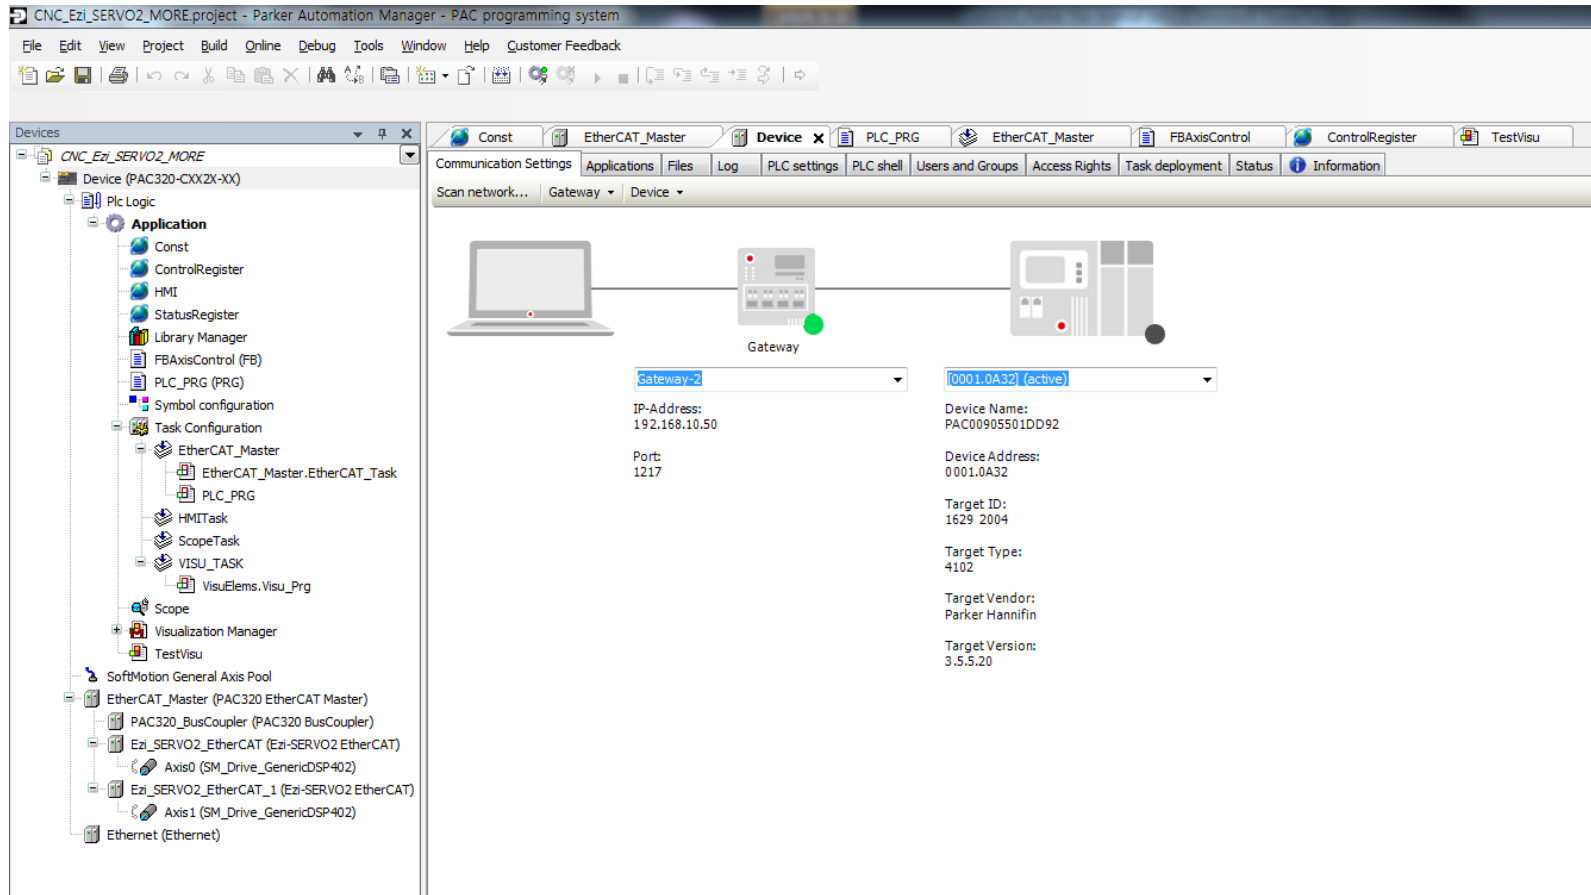 CNC_Ezi_SERVO2_MORE.project - Parker Automation Manager - PAC programming system
File Edit View Project Build Online Debug Tools Window Help Customer Feedback
Devices
CNC_Ezi_SERVO2_MORE
Device (PAC320-CXX2X-XX)
Plc Logic
Application
Const
ControlRegister
HMI
StatusRegister
Library Manager
FBAxisControl (FB)
PLC_PRG (PRG)
Symbol configuration
Task Configuration
EtherCAT_Master
EtherCAT_Master.EtherCAT_Task
PLC_PRG
HMITask
ScopeTask
VISU_TASK
VisuElems.Visu_Prg
Scope
Visualization Manager
TestVisu
SoftMotion General Axis Pool
EtherCAT_Master (PAC320 EtherCAT Master)
PAC320_BusCoupler (PAC320 BusCoupler)
Ezi_SERVO2_EtherCAT (Ezi-SERVO2 EtherCAT)
Axis0 (SM_Drive_GenericDSP402)
Ezi_SERVO2_EtherCAT_1 (Ezi-SERVO2 EtherCAT)
Axis1 (SM_Drive_GenericDSP402)
Ethernet (Ethernet)
Const EtherCAT_Master Device PLC_PRG EtherCAT_Master FBAxisControl ControlRegister TestVisu
Communication Settings Applications Files Log PLC settings PLC shell Users and Groups Access Rights Task deployment Status Information
Scan network... Gateway Device
Gateway
Gateway-2
IP-Address:
192.168.10.50
Port:
1217
[0001.0A32] (active)
Device Name:
PAC00905501DD92
Device Address:
0001.0A32
Target ID:
1629 2004
Target Type:
4102
Target Vendor:
Parker Hannifin
Target Version:
3.5.5.20